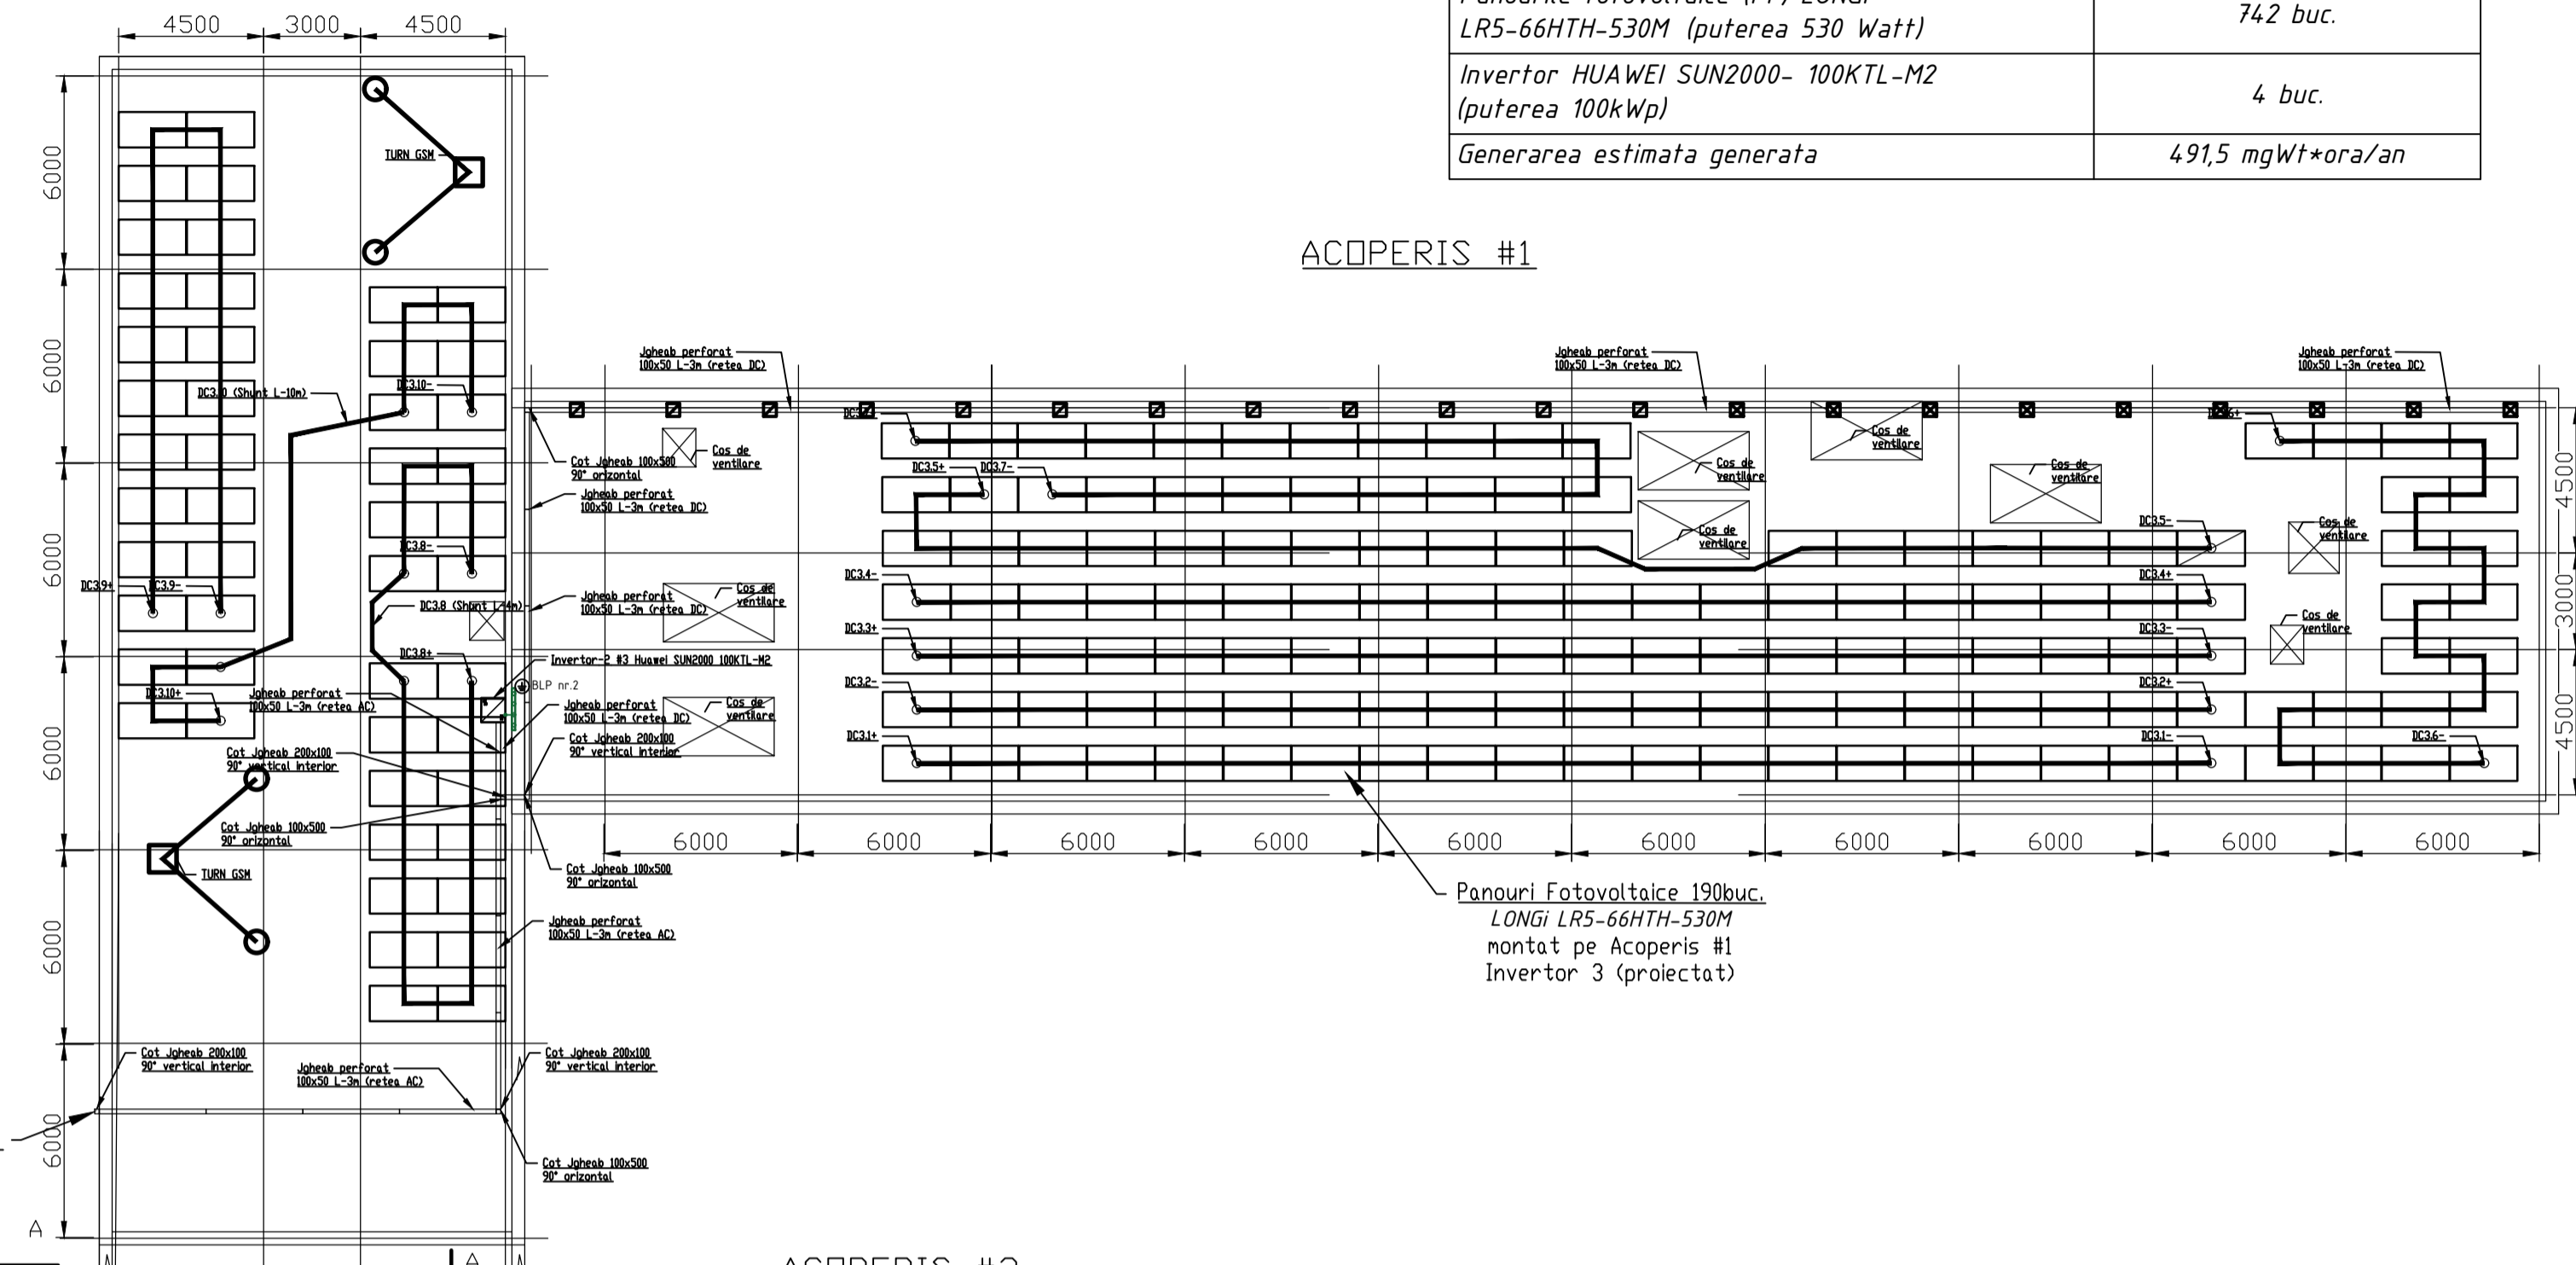 LR5-66HTH-530M (puterea 530 Watt)
742 buc.
Invertor HUAWEI SUN2000- 100KTL-M2
(puterea 100kWp)
4 buc.
Generarea estimata generata
491,5 mgWt*ora/an
4500
3000
4500
ACOPERIS #1
6000
6000
6000
6000
6000
6000
TURN GSM
DC3.10 (Shunt L-10m)
DC3.10-
DC3.8-
DC3.9+
DC3.9-
DC3.8 (Shunt L-4m)
DC3.8+
DC3.10+
Jgheab perforat
100x50 L-3m (retea AC)
Cot Jgheab 200x100
90° vertical interior
Cot Jgheab 100x500
90° orizontal
TURN GSM
Cot Jgheab 200x100
90° vertical interior
Jgheab perforat
100x50 L-3m (retea AC)
A
A
Jgheab perforat
100x50 L-3m (retea DC)
Jgheab perforat
100x50 L-3m (retea DC)
Jgheab perforat
100x50 L-3m (retea DC)
Cot Jgheab 100x500
90° orizontal
Cos de
ventilare
Jgheab perforat
100x50 L-3m (retea DC)
Jgheab perforat
100x50 L-3m (retea DC)
Cos de
ventilare
Invertor-2 #3 Huawei SUN2000 100KTL-M2
BLP nr.2
Jgheab perforat
100x50 L-3m (retea DC)
Cos de
ventilare
Cot Jgheab 200x100
90° vertical interior
Cot Jgheab 100x500
90° orizontal
Jgheab perforat
100x50 L-3m (retea AC)
Cot Jgheab 200x100
90° vertical interior
Cot Jgheab 100x500
90° orizontal
DC3.5+
DC3.7-
Cos de
ventilare
Cos de
ventilare
Cos de
ventilare
Cos de
ventilare
Cos de
ventilare
Cos de
ventilare
DC3.5-
DC3.4-
DC3.4+
DC3.3+
DC3.3-
DC3.2-
DC3.2+
DC3.1+
DC3.1-
DC3.6-
4500
3000
4500
6000
6000
6000
6000
6000
6000
6000
6000
6000
6000
Panouri Fotovoltaice 190buc.
LONGi LR5-66HTH-530M
montat pe Acoperis #1
Invertor 3 (proiectat)